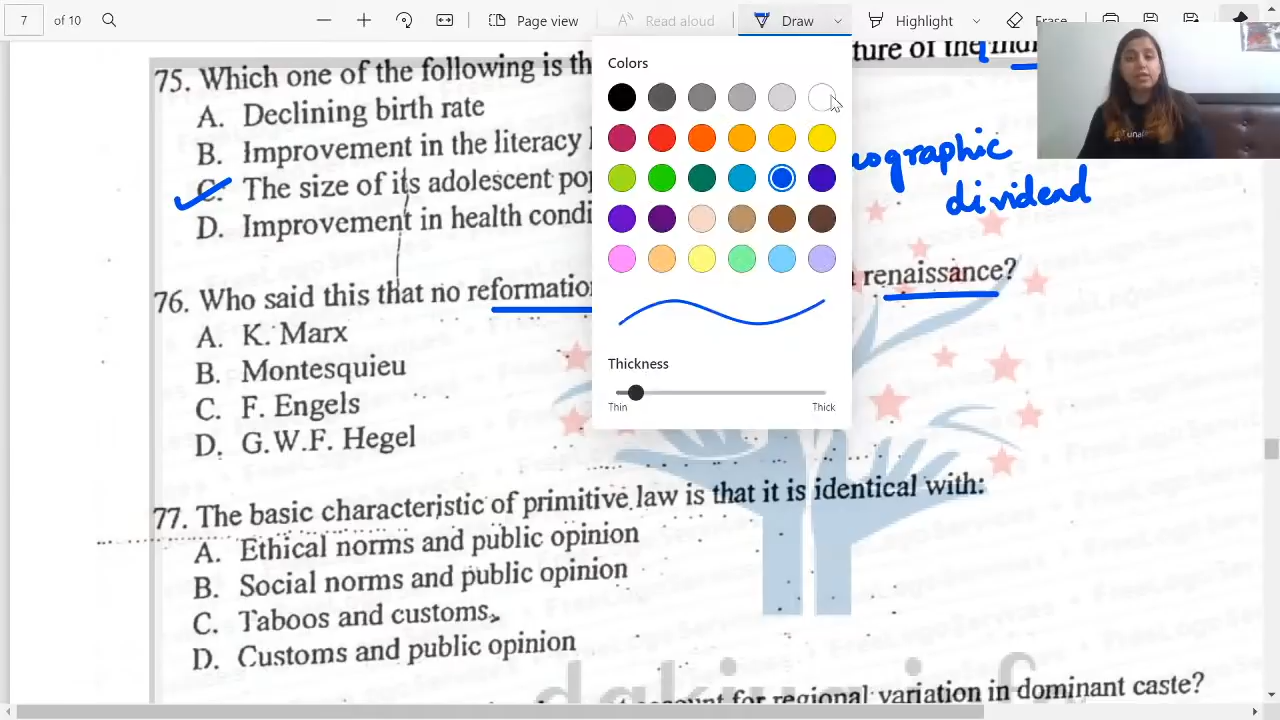 7 of 10 Page view Read aloud Draw Highlight Erase
75. Which one of the following is th
ture of the
A. Declining birth rate
B. Improvement in the literacy
C. The size of its adolescent pop
D. Improvement in health condi
ographic
dividend
76. Who said this that no reformatio
renaissance?
A. K. Marx
B. Montesquieu
C. F. Engels
D. G.W.F. Hegel
77. The basic characteristic of primitive law is that it is identical with:
A. Ethical norms and public opinion
B. Social norms and public opinion
C. Taboos and customs
D. Customs and public opinion
for regional variation in dominant caste?
Colors
Thickness
Thin Thick